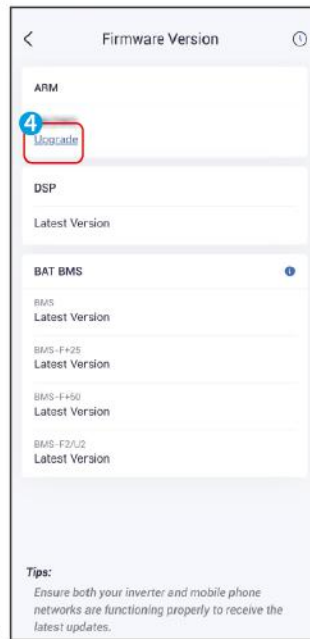 Firmware Version
ARM
4
Upgrade
DSP
Latest Version
BAT BMS
BMS
Latest Version
BMS-F+25
Latest Version
BMS-F+50
Latest Version
BMS-F2/U2
Latest Version
Tips:
Ensure both your inverter and mobile phone
networks are functioning properly to receive the
latest updates.